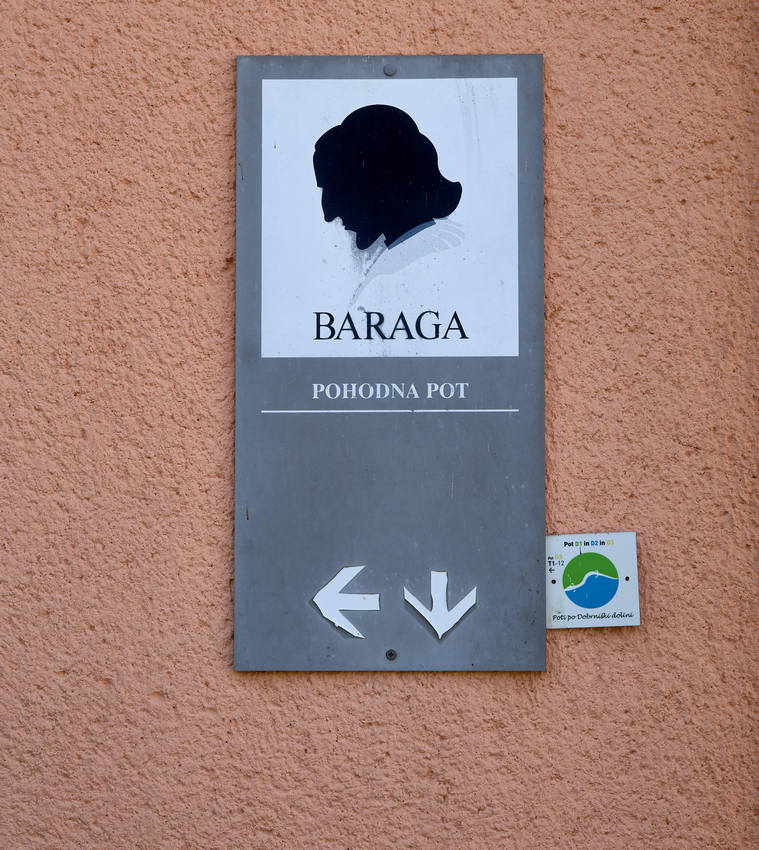 BARAGA
POHODNA POT
Pot D1 in D2 in D3
T1-12
Poti po Dobrniški dolini